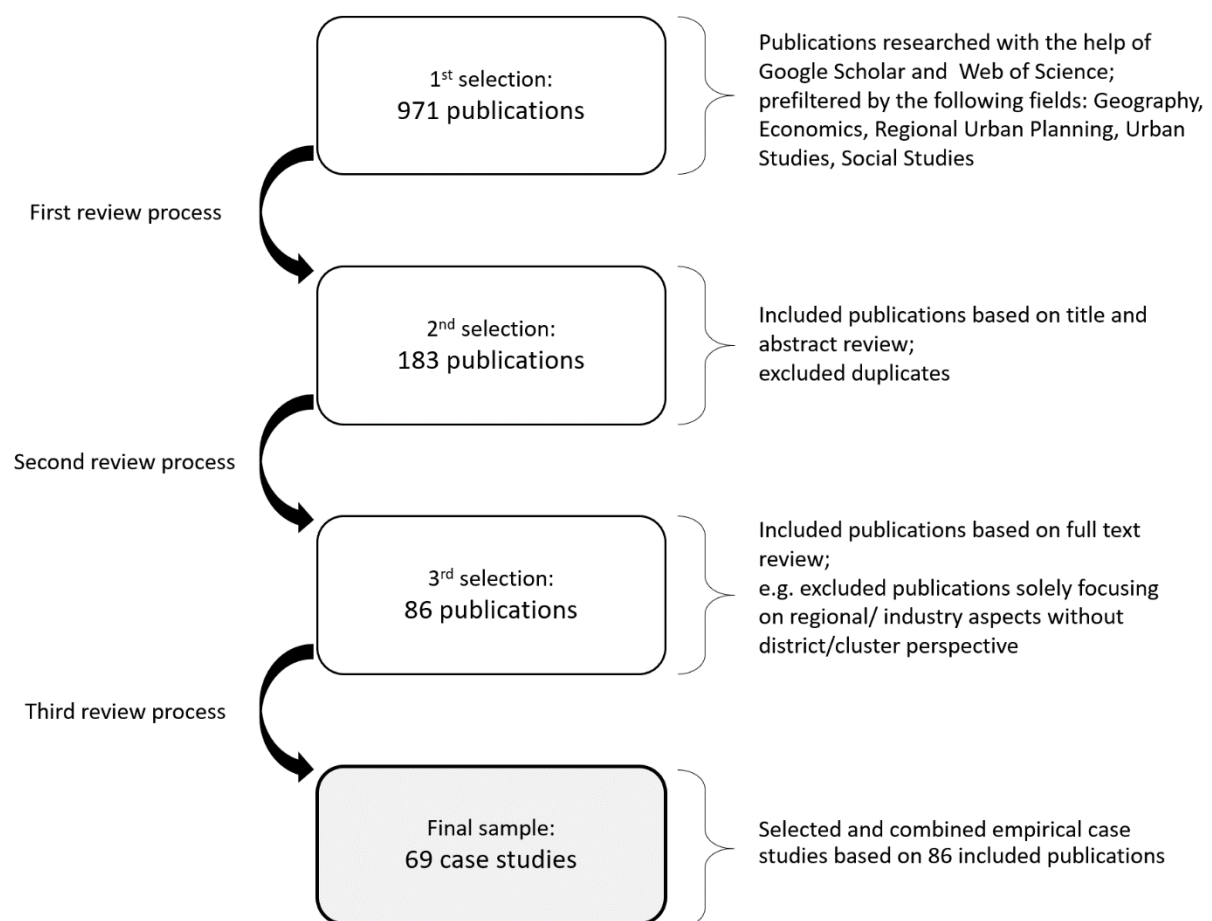 1st selection:
971 publications
Publications researched with the help of
Google Scholar and Web of Science;
prefiltered by the following fields: Geography,
Economics, Regional Urban Planning, Urban
Studies, Social Studies
First review process
2nd selection:
183 publications
Included publications based on title and
abstract review;
excluded duplicates
Second review process
3rd selection:
86 publications
Included publications based on full text
review;
e.g. excluded publications solely focusing
on regional/ industry aspects without
district/cluster perspective
Third review process
Final sample:
69 case studies
Selected and combined empirical case
studies based on 86 included publications